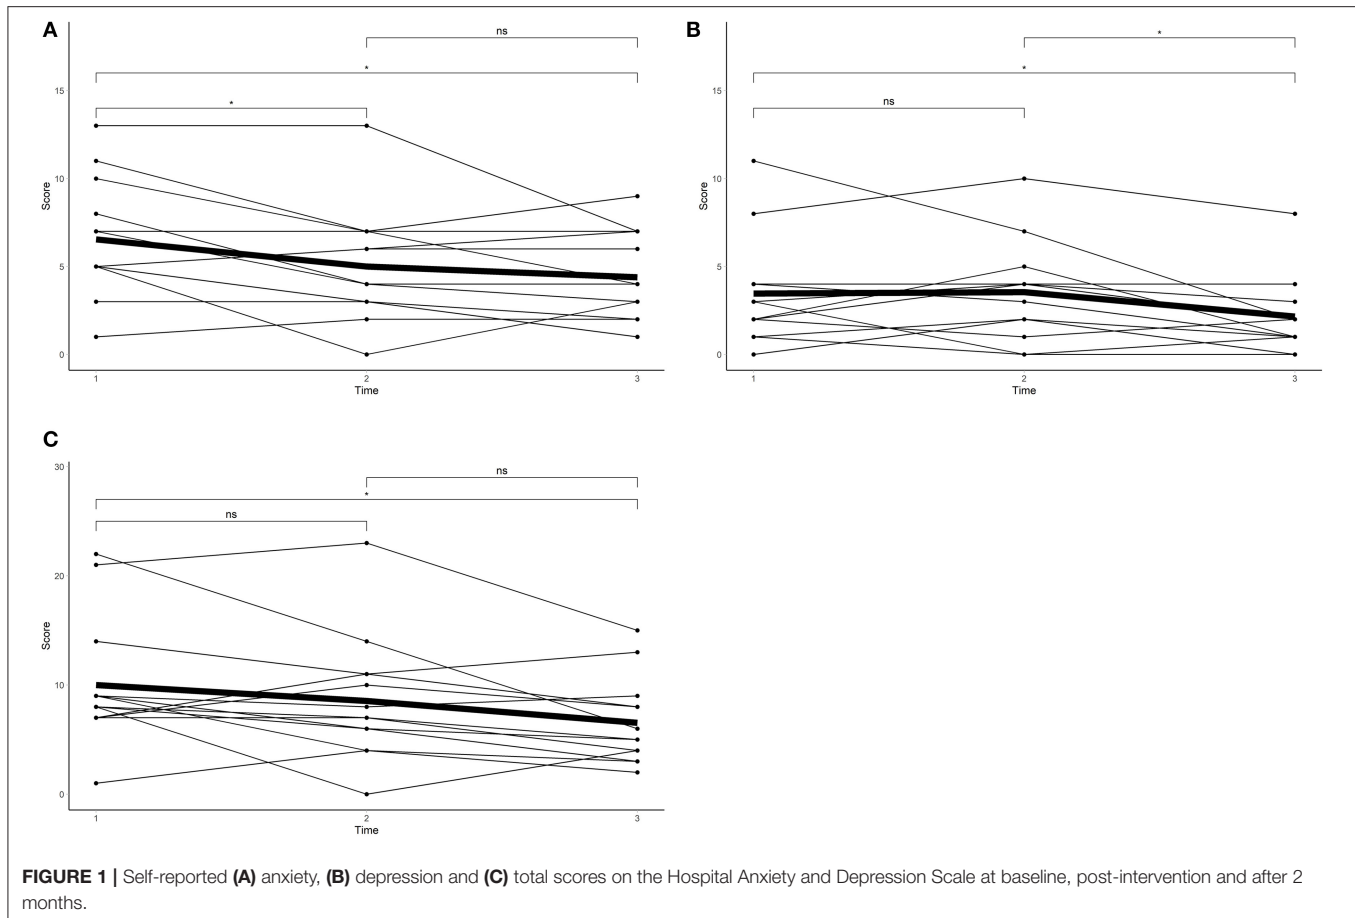 A
ns
*
*
15
10
5
0
Score
1
2
3
Time
B
*
*
ns
15
10
5
0
Score
1
2
3
Time
C
ns
*
ns
30
20
10
0
Score
1
2
3
Time
FIGURE 1 | Self-reported (A) anxiety, (B) depression and (C) total scores on the Hospital Anxiety and Depression Scale at baseline, post-intervention and after 2
months.